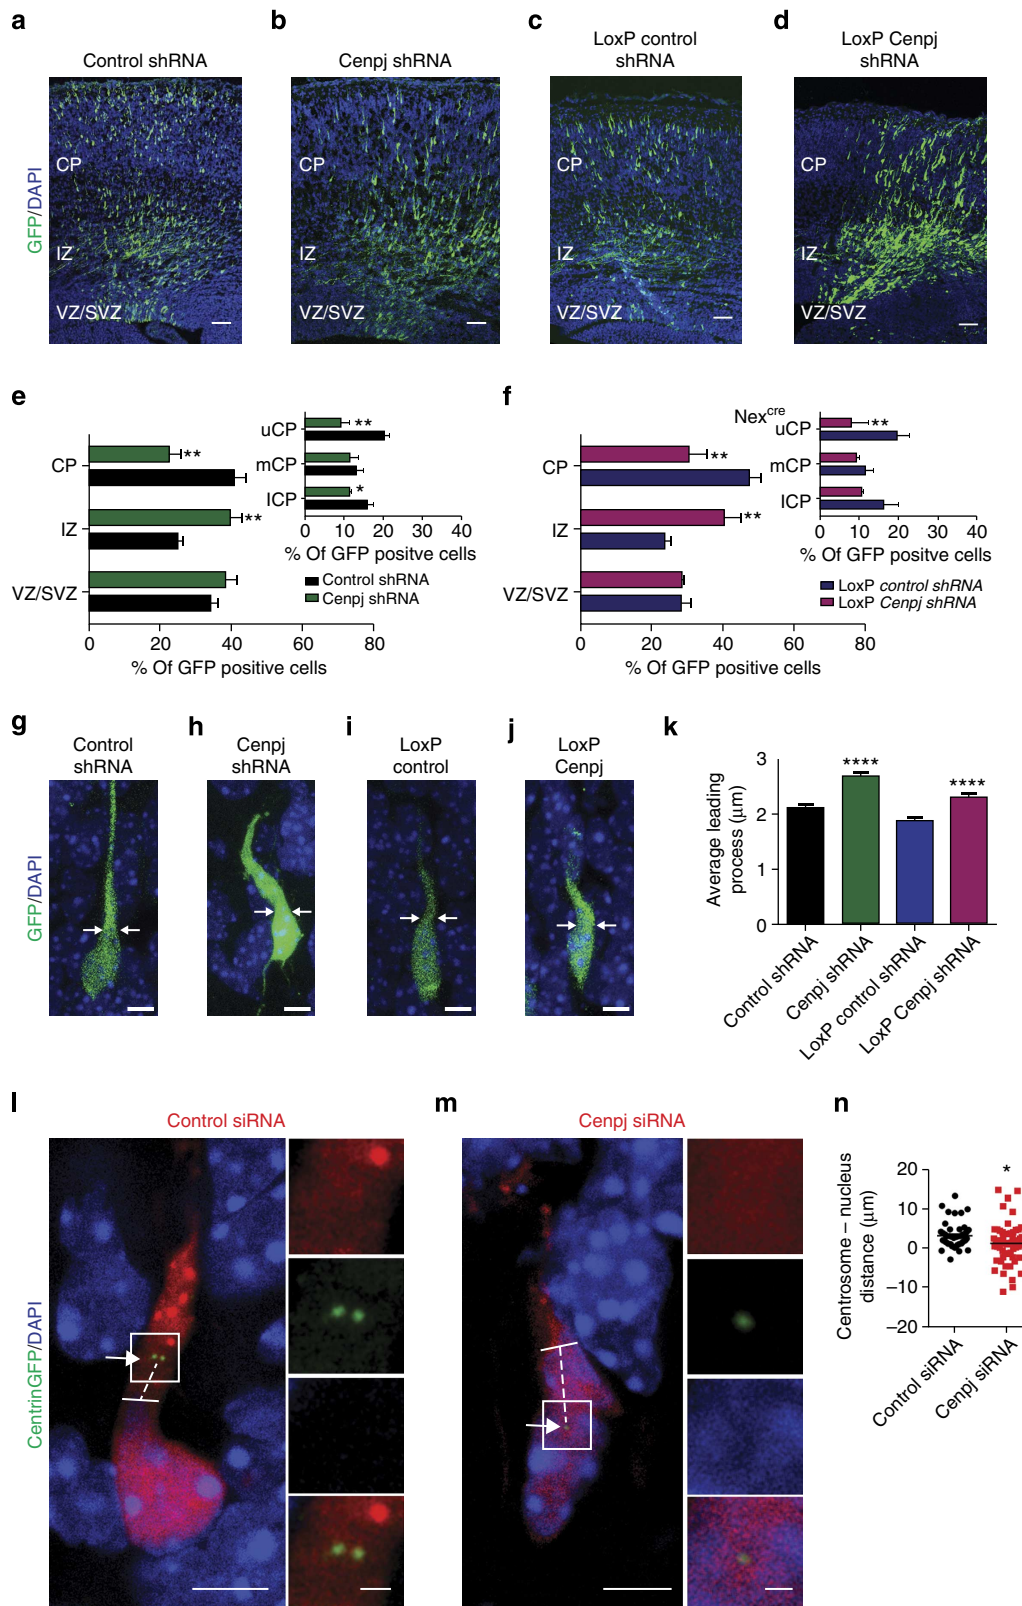 a
Control shRNA
b
Cenpj shRNA
c
LoxP control
shRNA
d
LoxP Cenpj
shRNA
GFP/DAPI
CP
IZ
VZ/SVZ
CP
IZ
VZ/SVZ
CP
IZ
VZ/SVZ
CP
IZ
VZ/SVZ
e
CP
**
IZ
**
VZ/SVZ
0 20 40 60 80
% Of GFP positive cells
uCP
**
mCP
lCP
*
0 10 20 30 40
% Of GFP positve cells
Control shRNA
Cenpj shRNA
f
CP
**
IZ
**
VZ/SVZ
0 20 40 60 80
% Of GFP positive cells
Nexcre
uCP
**
mCP
lCP
0 10 20 30 40
% Of GFP positve cells
LoxP control shRNA
LoxP Cenpj shRNA
g
Control
shRNA
h
Cenpj
shRNA
i
LoxP
control
j
LoxP
Cenpj
GFP/DAPI
k
Average leading
process (μm)
3
2
1
0
****
****
Control shRNA
Cenpj shRNA
LoxP control shRNA
LoxP Cenpj shRNA
l
Control siRNA
m
Cenpj siRNA
CentrinGFP/DAPI
n
Centrosome – nucleus
distance (μm)
20
10
0
–10
–20
*
Control siRNA
Cenpj siRNA